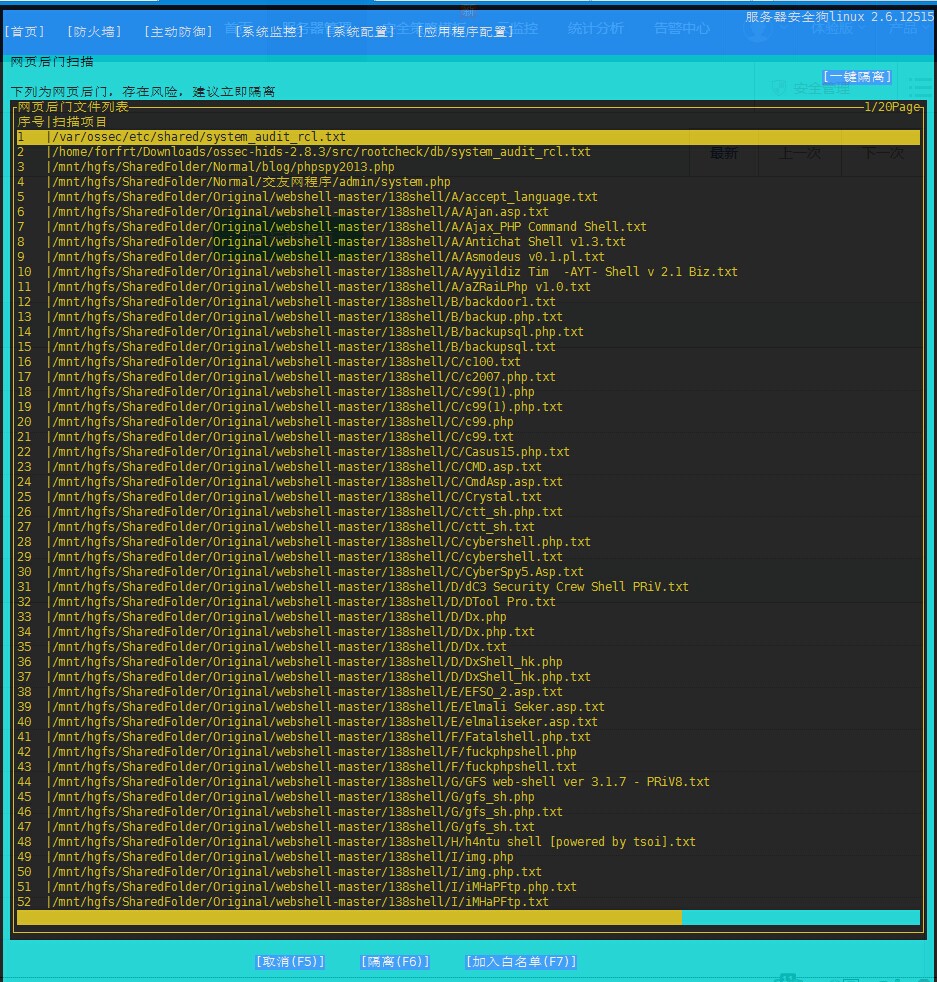 服务器安全狗linux 2.6.12515
[首页] [防火墙] [主动防御] [系统监控] [系统配置] [应用程序配置]
统计分析 告警中心
网页后门扫描
[一键隔离]
安全管理
下列为网页后门，存在风险，建议立即隔离
网页后门文件列表 1/20Page
序号|扫描项目
最新 上一次 下一次
1 |/var/ossec/etc/shared/system_audit_rcl.txt
2 |/home/forfrt/Downloads/ossec-hids-2.8.3/src/rootcheck/db/system_audit_rcl.txt
3 |/mnt/hgfs/SharedFolder/Normal/blog/phpspy2013.php
4 |/mnt/hgfs/SharedFolder/Normal/交友网程序/admin/system.php
5 |/mnt/hgfs/SharedFolder/Original/webshell-master/138shell/A/accept_language.txt
6 |/mnt/hgfs/SharedFolder/Original/webshell-master/138shell/A/Ajan.asp.txt
7 |/mnt/hgfs/SharedFolder/Original/webshell-master/138shell/A/Ajax_PHP Command Shell.txt
8 |/mnt/hgfs/SharedFolder/Original/webshell-master/138shell/A/Antichat Shell v1.3.txt
9 |/mnt/hgfs/SharedFolder/Original/webshell-master/138shell/A/Asmodeus v0.1.pl.txt
10 |/mnt/hgfs/SharedFolder/Original/webshell-master/138shell/A/Ayyildiz Tim  -AYT- Shell v 2.1 Biz.txt
11 |/mnt/hgfs/SharedFolder/Original/webshell-master/138shell/A/aZRaiLPhp v1.0.txt
12 |/mnt/hgfs/SharedFolder/Original/webshell-master/138shell/B/backdoor1.txt
13 |/mnt/hgfs/SharedFolder/Original/webshell-master/138shell/B/backup.php.txt
14 |/mnt/hgfs/SharedFolder/Original/webshell-master/138shell/B/backupsql.php.txt
15 |/mnt/hgfs/SharedFolder/Original/webshell-master/138shell/B/backupsql.txt
16 |/mnt/hgfs/SharedFolder/Original/webshell-master/138shell/C/c100.txt
17 |/mnt/hgfs/SharedFolder/Original/webshell-master/138shell/C/c2007.php.txt
18 |/mnt/hgfs/SharedFolder/Original/webshell-master/138shell/C/c99(1).php
19 |/mnt/hgfs/SharedFolder/Original/webshell-master/138shell/C/c99(1).php.txt
20 |/mnt/hgfs/SharedFolder/Original/webshell-master/138shell/C/c99.php
21 |/mnt/hgfs/SharedFolder/Original/webshell-master/138shell/C/c99.txt
22 |/mnt/hgfs/SharedFolder/Original/webshell-master/138shell/C/Casus15.php.txt
23 |/mnt/hgfs/SharedFolder/Original/webshell-master/138shell/C/CMD.asp.txt
24 |/mnt/hgfs/SharedFolder/Original/webshell-master/138shell/C/CmdAsp.asp.txt
25 |/mnt/hgfs/SharedFolder/Original/webshell-master/138shell/C/Crystal.txt
26 |/mnt/hgfs/SharedFolder/Original/webshell-master/138shell/C/ctt_sh.php.txt
27 |/mnt/hgfs/SharedFolder/Original/webshell-master/138shell/C/ctt_sh.txt
28 |/mnt/hgfs/SharedFolder/Original/webshell-master/138shell/C/cybershell.php.txt
29 |/mnt/hgfs/SharedFolder/Original/webshell-master/138shell/C/cybershell.txt
30 |/mnt/hgfs/SharedFolder/Original/webshell-master/138shell/C/CyberSpy5.Asp.txt
31 |/mnt/hgfs/SharedFolder/Original/webshell-master/138shell/D/dC3 Security Crew Shell PRiV.txt
32 |/mnt/hgfs/SharedFolder/Original/webshell-master/138shell/D/DTool Pro.txt
33 |/mnt/hgfs/SharedFolder/Original/webshell-master/138shell/D/Dx.php
34 |/mnt/hgfs/SharedFolder/Original/webshell-master/138shell/D/Dx.php.txt
35 |/mnt/hgfs/SharedFolder/Original/webshell-master/138shell/D/Dx.txt
36 |/mnt/hgfs/SharedFolder/Original/webshell-master/138shell/D/DxShell_hk.php
37 |/mnt/hgfs/SharedFolder/Original/webshell-master/138shell/D/DxShell_hk.php.txt
38 |/mnt/hgfs/SharedFolder/Original/webshell-master/138shell/E/EFSO_2.asp.txt
39 |/mnt/hgfs/SharedFolder/Original/webshell-master/138shell/E/Elmali Seker.asp.txt
40 |/mnt/hgfs/SharedFolder/Original/webshell-master/138shell/E/elmaliseker.asp.txt
41 |/mnt/hgfs/SharedFolder/Original/webshell-master/138shell/F/Fatalshell.php.txt
42 |/mnt/hgfs/SharedFolder/Original/webshell-master/138shell/F/fuckphpshell.php
43 |/mnt/hgfs/SharedFolder/Original/webshell-master/138shell/F/fuckphpshell.txt
44 |/mnt/hgfs/SharedFolder/Original/webshell-master/138shell/G/GFS web-shell ver 3.1.7 - PRiV8.txt
45 |/mnt/hgfs/SharedFolder/Original/webshell-master/138shell/G/gfs_sh.php
46 |/mnt/hgfs/SharedFolder/Original/webshell-master/138shell/G/gfs_sh.php.txt
47 |/mnt/hgfs/SharedFolder/Original/webshell-master/138shell/G/gfs_sh.txt
48 |/mnt/hgfs/SharedFolder/Original/webshell-master/138shell/H/h4ntu shell [powered by tsoi].txt
49 |/mnt/hgfs/SharedFolder/Original/webshell-master/138shell/I/img.php
50 |/mnt/hgfs/SharedFolder/Original/webshell-master/138shell/I/img.php.txt
51 |/mnt/hgfs/SharedFolder/Original/webshell-master/138shell/I/iMHaPFtp.php.txt
52 |/mnt/hgfs/SharedFolder/Original/webshell-master/138shell/I/iMHaPFtp.txt
[取消(F5)] [隔离(F6)] [加入白名单(F7)]